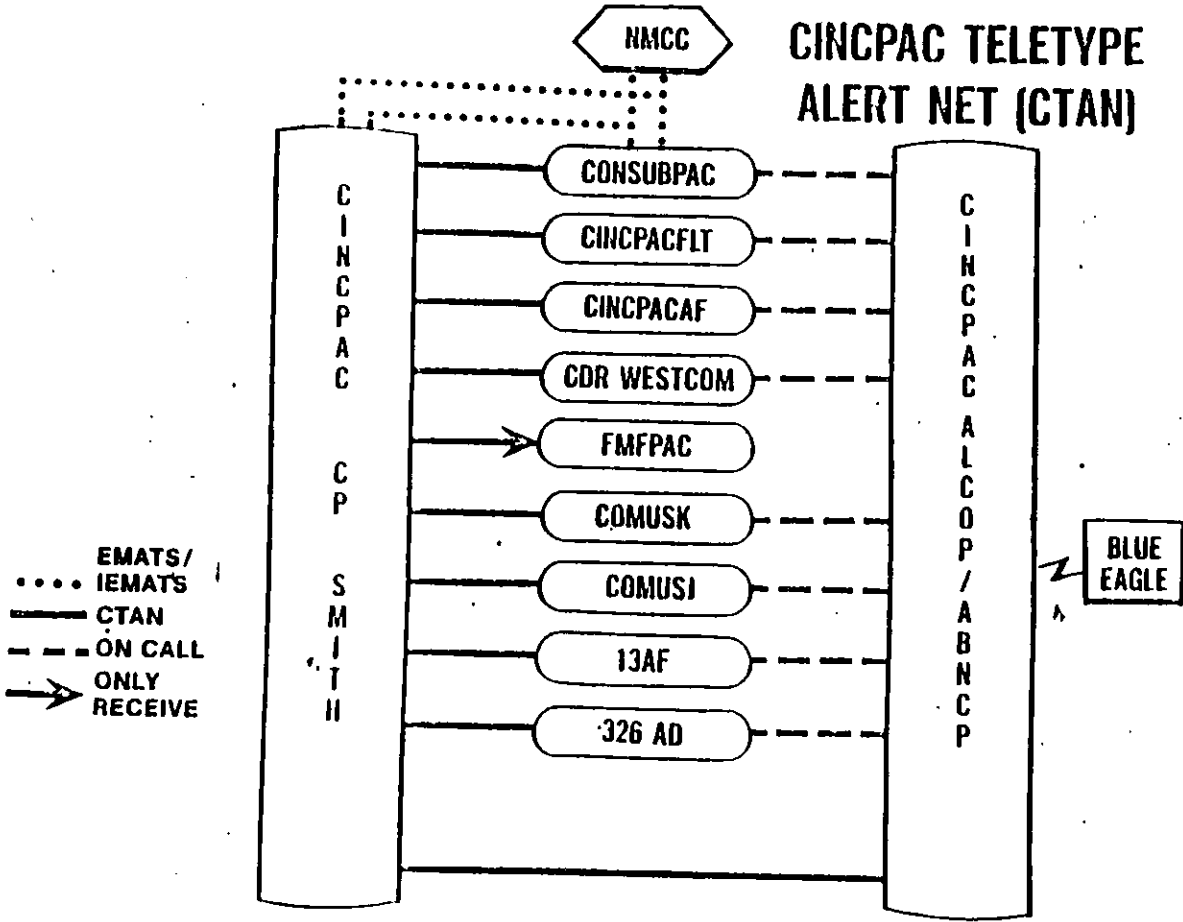 NMCC
CINCPAC TELETYPE
ALERT NET (CTAN)
CINCPAC CP SMITH
CONSUBPAC
CINCPACFLT
CINCPACAF
CDR WESTCOM
FMFPAC
COMUSK
COMUSJ
13AF
326 AD
CINCPAC ALCOP/ABNCP
BLUE
EAGLE
EMATS/
IEMATS
CTAN
ON CALL
ONLY
RECEIVE